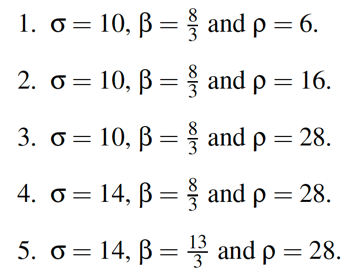 1. σ = 10, β = 8/3 and ρ = 6.
2. σ = 10, β = 8/3 and ρ = 16.
3. σ = 10, β = 8/3 and ρ = 28.
4. σ = 14, β = 8/3 and ρ = 28.
5. σ = 14, β = 13/3 and ρ = 28.